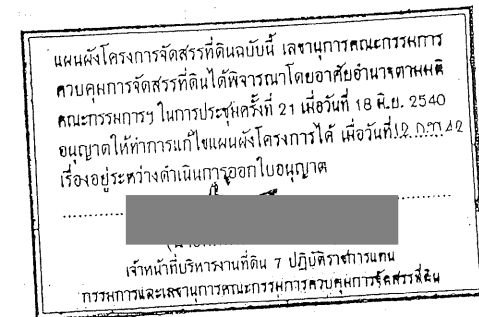 แผนผังโครงการจัดสรรที่ดินฉบับนี้ เลขานุการคณะกรรมการ
ควบคุมการจัดสรรที่ดินได้พิจารณาโดยอาศัยอำนาจตามมติ
คณะกรรมการฯ ในการประชุมครั้งที่ 21 เมื่อวันที่ 18 มิ.ย. 2540
อนุญาตให้ทำการแก้ไขแผนผังโครงการได้ เมื่อวันที่
เรื่องอยู่ระหว่างดำเนินการออกใบอนุญาต
เจ้าหน้าที่บริหารงานที่ดิน 7 ปฏิบัติราชการแทน
กรรมการและเลขานุการคณะกรรมการควบคุมการจัดสรรที่ดิน